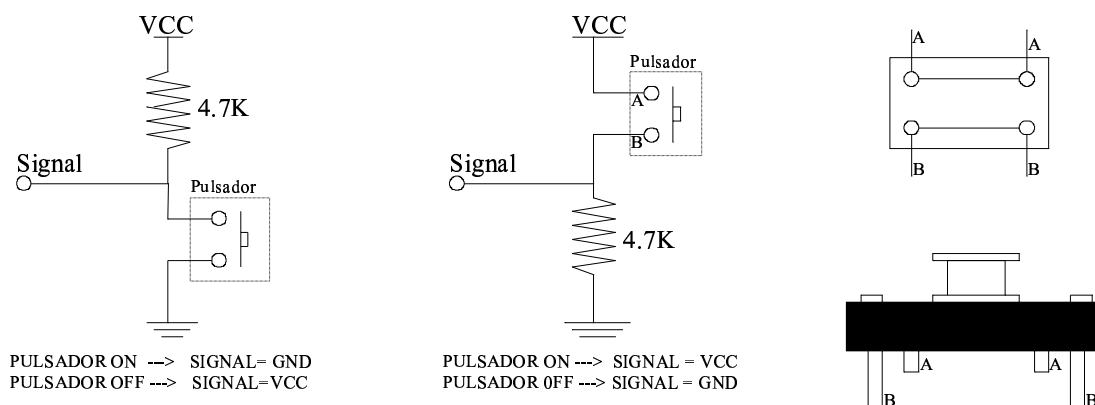 VCC
4.7K
Signal
Pulsador
PULSADOR ON ---> SIGNAL= GND
PULSADOR OFF ---> SIGNAL=VCC
VCC
Pulsador
A
B
Signal
4.7K
PULSADOR ON ---> SIGNAL = VCC
PULSADOR 0FF ---> SIGNAL = GND
A A
B B
A A
B B